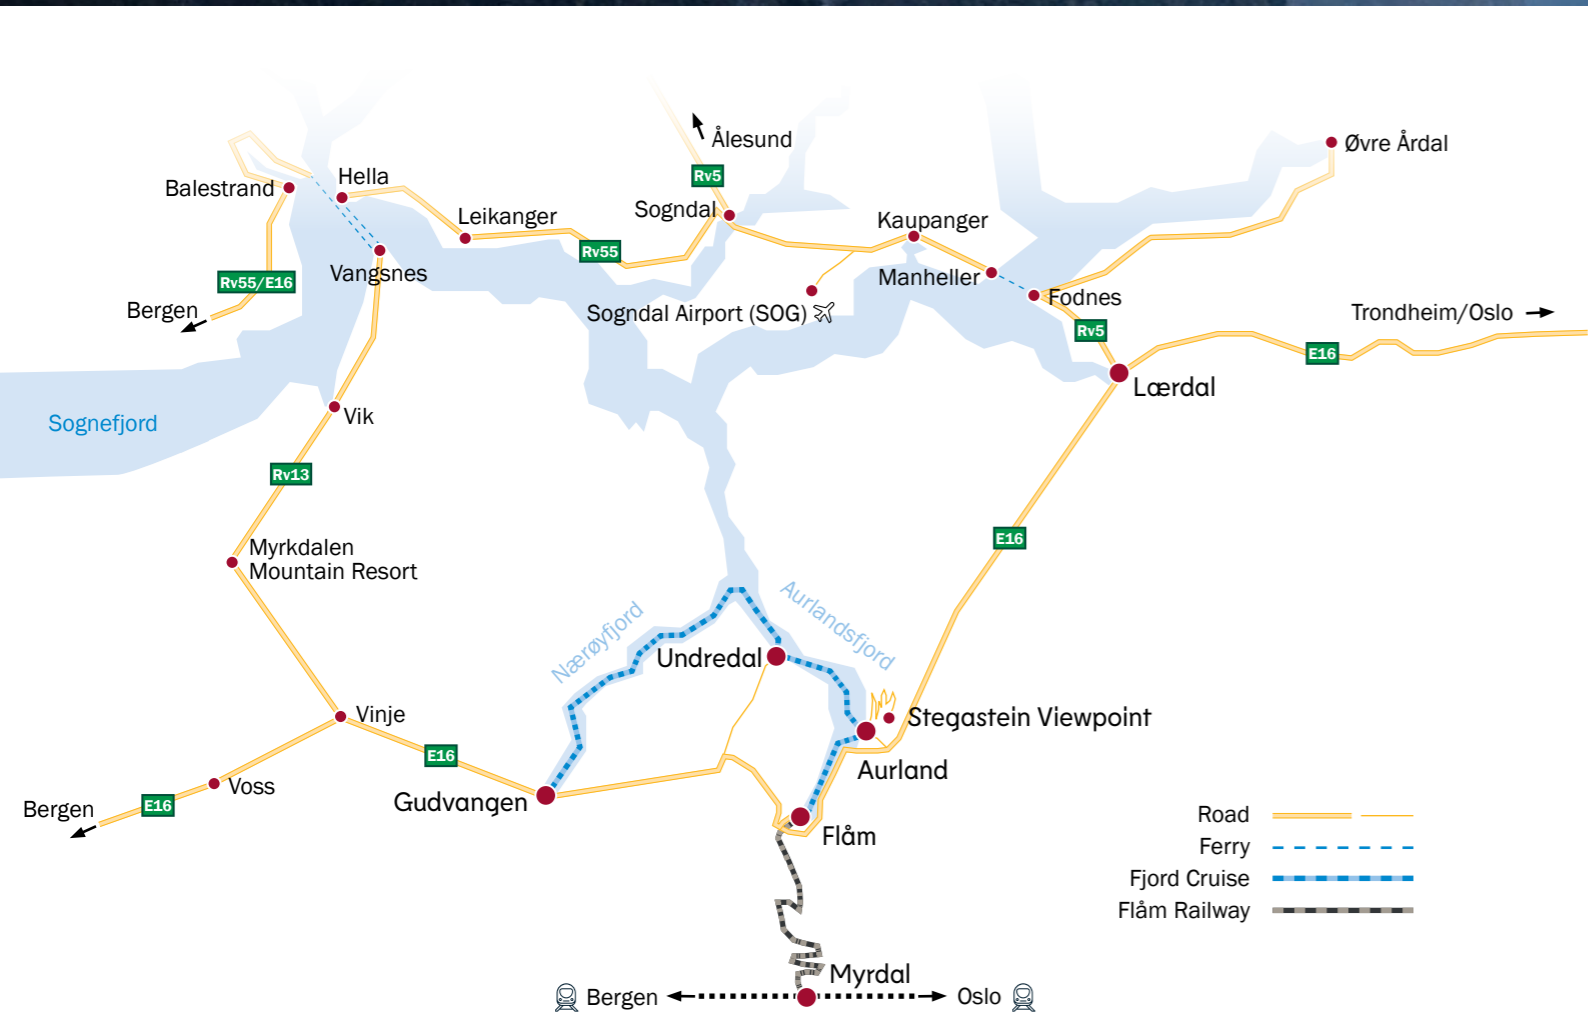 Ålesund
Øvre Årdal
Rv5
Hella
Balestrand
Leikanger
Sogndal
Kaupanger
Rv55
Vangsnes
Manheller
Rv55/E16
Fodnes
Bergen
Sogndal Airport (SOG)
Trondheim/Oslo
Rv5
E16
Lærdal
Vik
Sognefjord
Rv13
E16
Myrkdalen
Mountain Resort
Nærøyfjord
Aurlandsfjord
Undredal
Vinje
Stegastein Viewpoint
E16
Aurland
Voss
Gudvangen
Bergen
E16
Flåm
Road
Ferry
Fjord Cruise
Flåm Railway
Myrdal
Bergen
Oslo